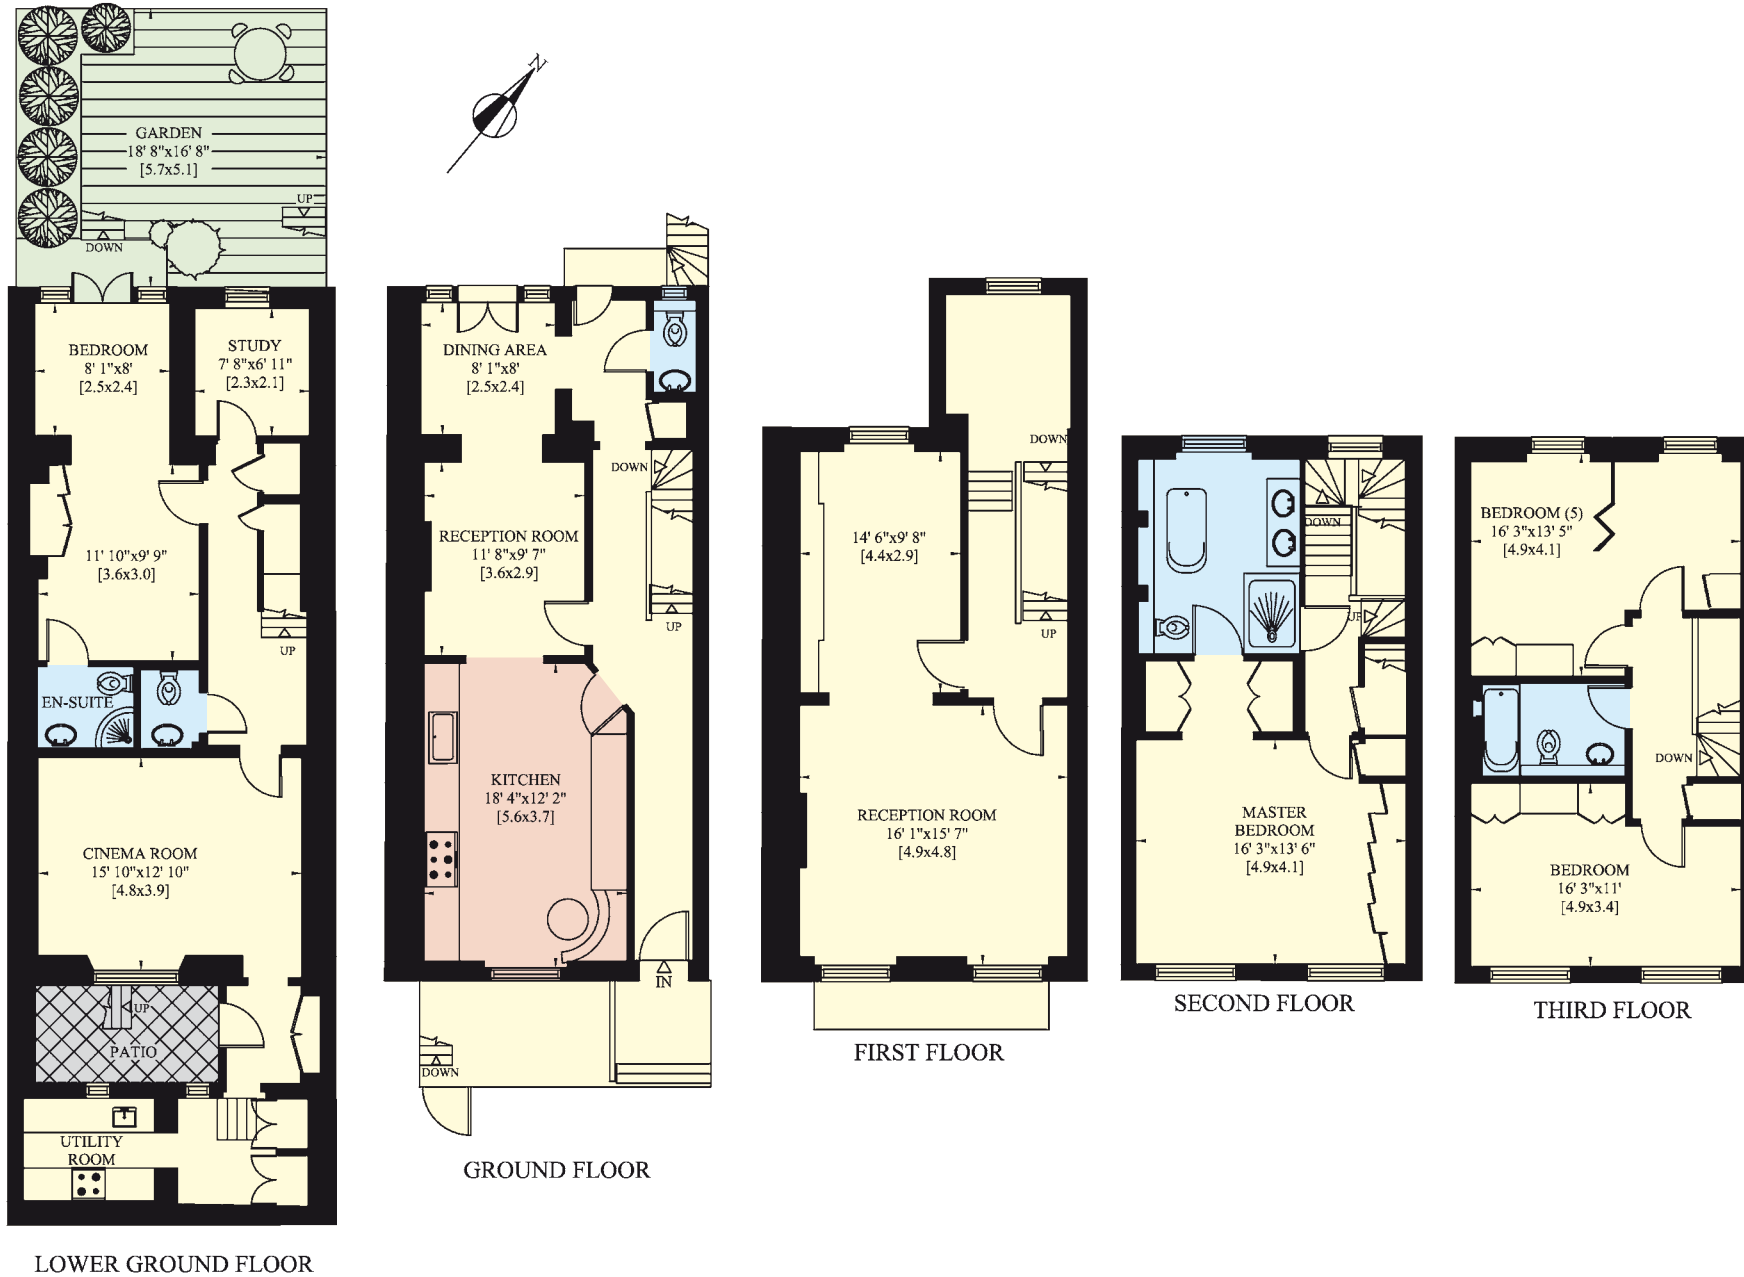 GARDEN
18' 8"x16' 8"
[5.7x5.1]
UP
DOWN
BEDROOM
8' 1"x8'
[2.5x2.4]
STUDY
7' 8"x6' 11"
[2.3x2.1]
11' 10"x9' 9"
[3.6x3.0]
UP
EN-SUITE
CINEMA ROOM
15' 10"x12' 10"
[4.8x3.9]
UP
PATIO
UTILITY
ROOM
LOWER GROUND FLOOR
N
DINING AREA
8' 1"x8'
[2.5x2.4]
DOWN
RECEPTION ROOM
11' 8"x9' 7"
[3.6x2.9]
UP
KITCHEN
18' 4"x12' 2"
[5.6x3.7]
IN
DOWN
GROUND FLOOR
DOWN
14' 6"x9' 8"
[4.4x2.9]
UP
RECEPTION ROOM
16' 1"x15' 7"
[4.9x4.8]
FIRST FLOOR
DOWN
UP
MASTER
BEDROOM
16' 3"x13' 6"
[4.9x4.1]
SECOND FLOOR
BEDROOM (5)
16' 3"x13' 5"
[4.9x4.1]
DOWN
BEDROOM
16' 3"x11'
[4.9x3.4]
THIRD FLOOR